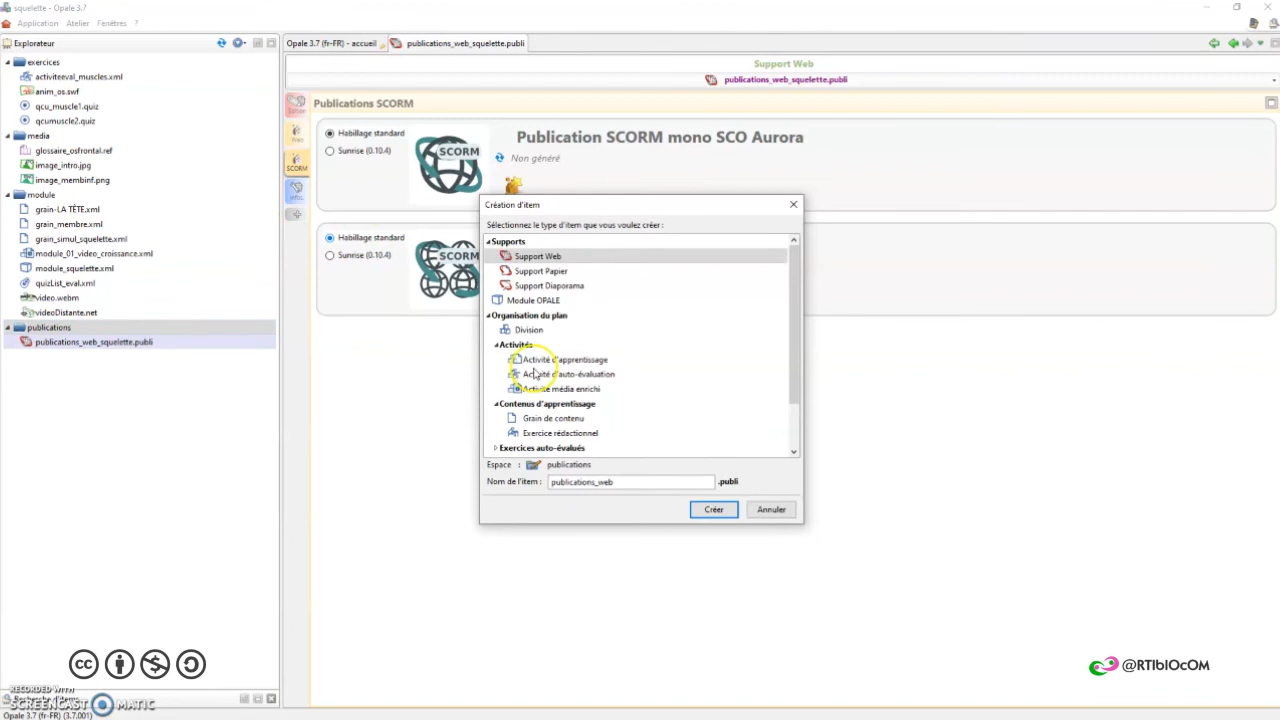 squelette - Opale 3.7
Application Atelier Fenêtres ?
Explorateur
exercices
activiteeval_muscles.xml
anim_os.swf
qcu_muscle1.quiz
qcumuscle2.quiz
media
glossaire_osfrontal.ref
image_intro.jpg
image_membinf.png
module
grain-LA TÊTE.xml
grain_membre.xml
grain_simul_squelette.xml
module_01_video_croissance.xml
module_squelette.xml
quizList_eval.xml
video.webm
videoDistante.net
publications
publications_web_squelette.publi
Opale 3.7 (fr-FR) - accueil
publications_web_squelette.publi
Support Web
publications_web_squelette.publi
Web
SCORM
Publications SCORM
Habillage standard
Sunrise (0.10.4)
SCORM
Publication SCORM mono SCO Aurora
Non généré
Habillage standard
Sunrise (0.10.4)
SCORM
Création d'item
Sélectionnez le type d'item que vous voulez créer :
Supports
Support Web
Support Papier
Support Diaporama
Module OPALE
Organisation du plan
Division
Activités
Activité d'apprentissage
Activité d'auto-évaluation
Activité média enrichi
Contenus d'apprentissage
Grain de contenu
Exercice rédactionnel
Exercices auto-évalués
Espace : publications
Nom de l'item : publications_web .publi
Créer Annuler
cc
@RTIbIOcOM
RECORDED WITH
SCREENCAST MATIC
Opale 3.7 (fr-FR) (3.7.001)